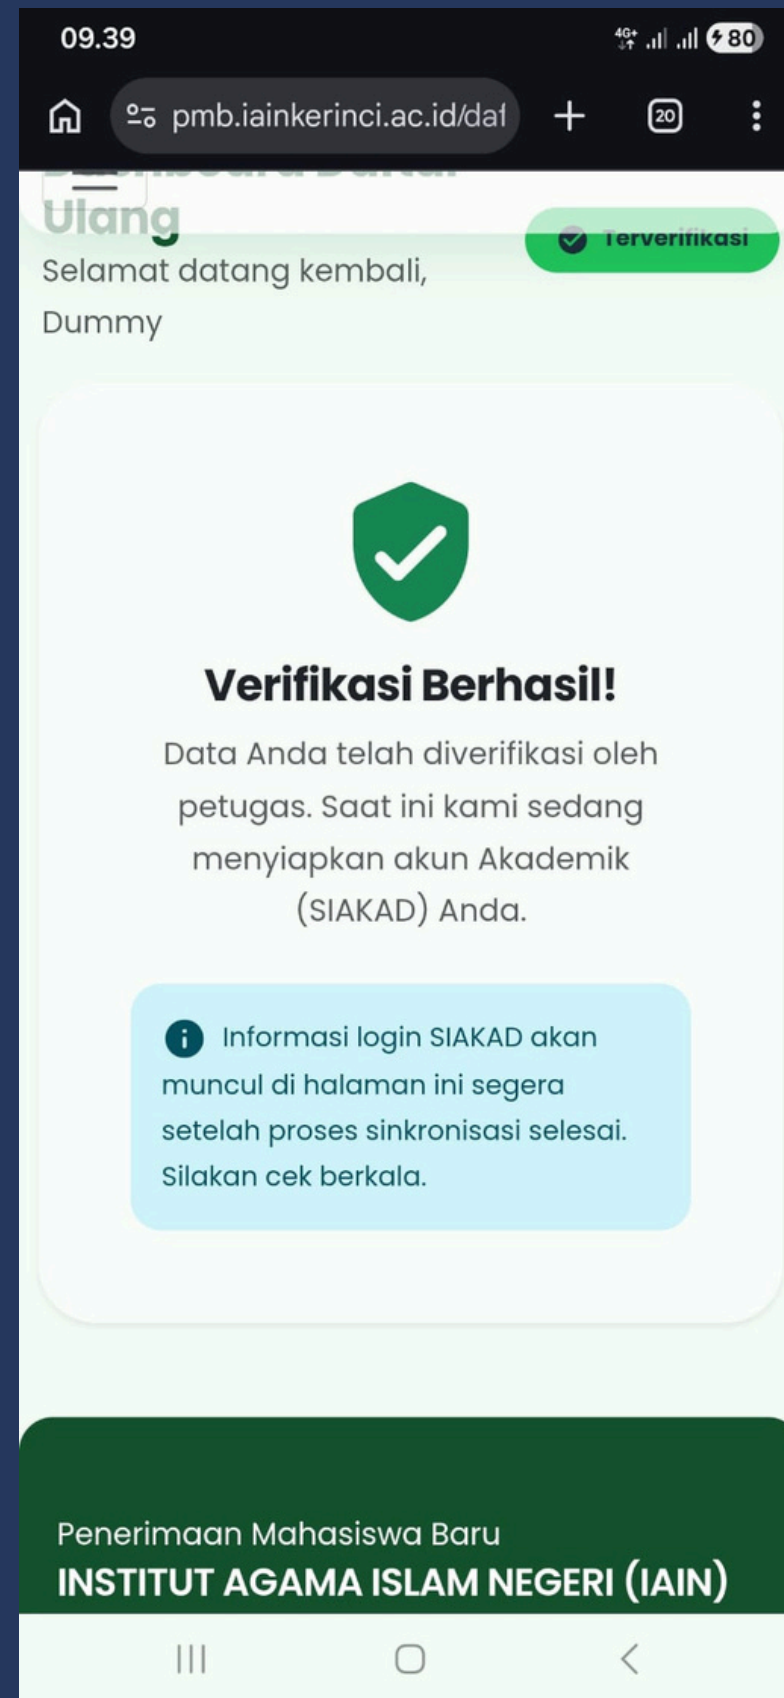 09.39
4G+
80
pmb.iainkerinci.ac.id/daf
20
Dashboard Daftar
Ulang
Terverifikasi
Selamat datang kembali,
Dummy
Verifikasi Berhasil!
Data Anda telah diverifikasi oleh
petugas. Saat ini kami sedang
menyiapkan akun Akademik
(SIAKAD) Anda.
Informasi login SIAKAD akan
muncul di halaman ini segera
setelah proses sinkronisasi selesai.
Silakan cek berkala.
Penerimaan Mahasiswa Baru
INSTITUT AGAMA ISLAM NEGERI (IAIN)